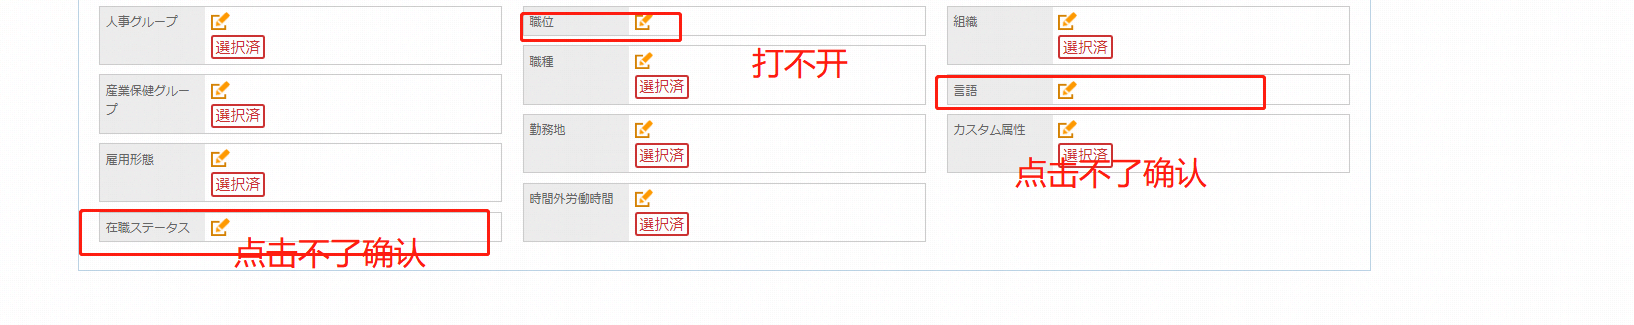 人事グループ
選択済
産業保健グルー
プ
選択済
雇用形態
選択済
在職ステータス
点击不了确认
職位
打不开
職種
選択済
勤務地
選択済
時間外労働時間
選択済
組織
選択済
言語
カスタム属性
選択済
点击不了确认